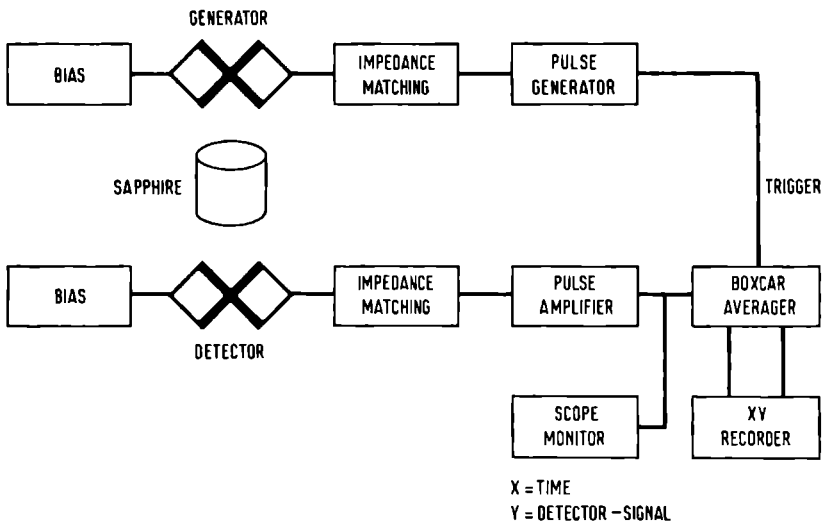 GENERATOR
BIAS
IMPEDANCE
MATCHING
PULSE
GENERATOR
SAPPHIRE
TRIGGER
BIAS
IMPEDANCE
MATCHING
PULSE
AMPLIFIER
BOXCAR
AVERAGER
DETECTOR
SCOPE
MONITOR
XY
RECORDER
X = TIME
Y = DETECTOR - SIGNAL